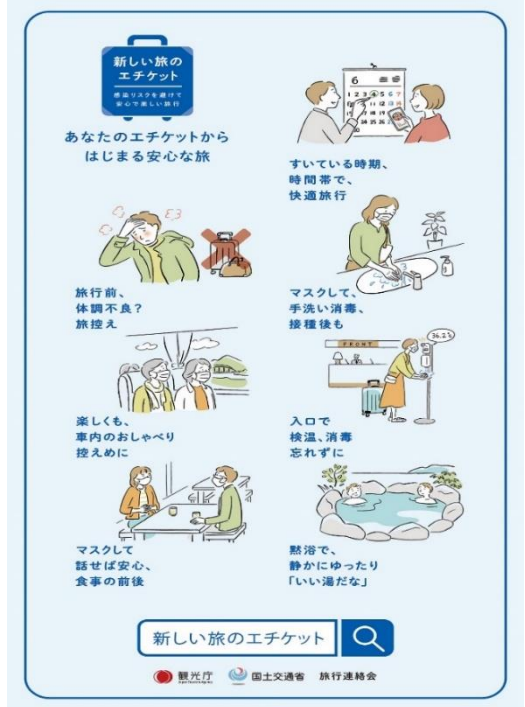 新しい旅の
エチケット
感染リスクを避けて
安心で楽しい旅行
あなたのエチケットから
はじまる安心な旅
6
すいている時期、
時間帯で、
快適旅行
旅行前、
体調不良?
旅控え
マスクして、
手洗い消毒、
接種後も
楽しくも、
車内のおしゃべり
控えめに
FRONT
36.2℃
入口で
検温、消毒
忘れずに
マスクして
話せば安心、
食事の前後
黙浴で、
静かにゆったり
「いい湯だな」
新しい旅のエチケット
観光庁 国土交通省 旅行連絡会